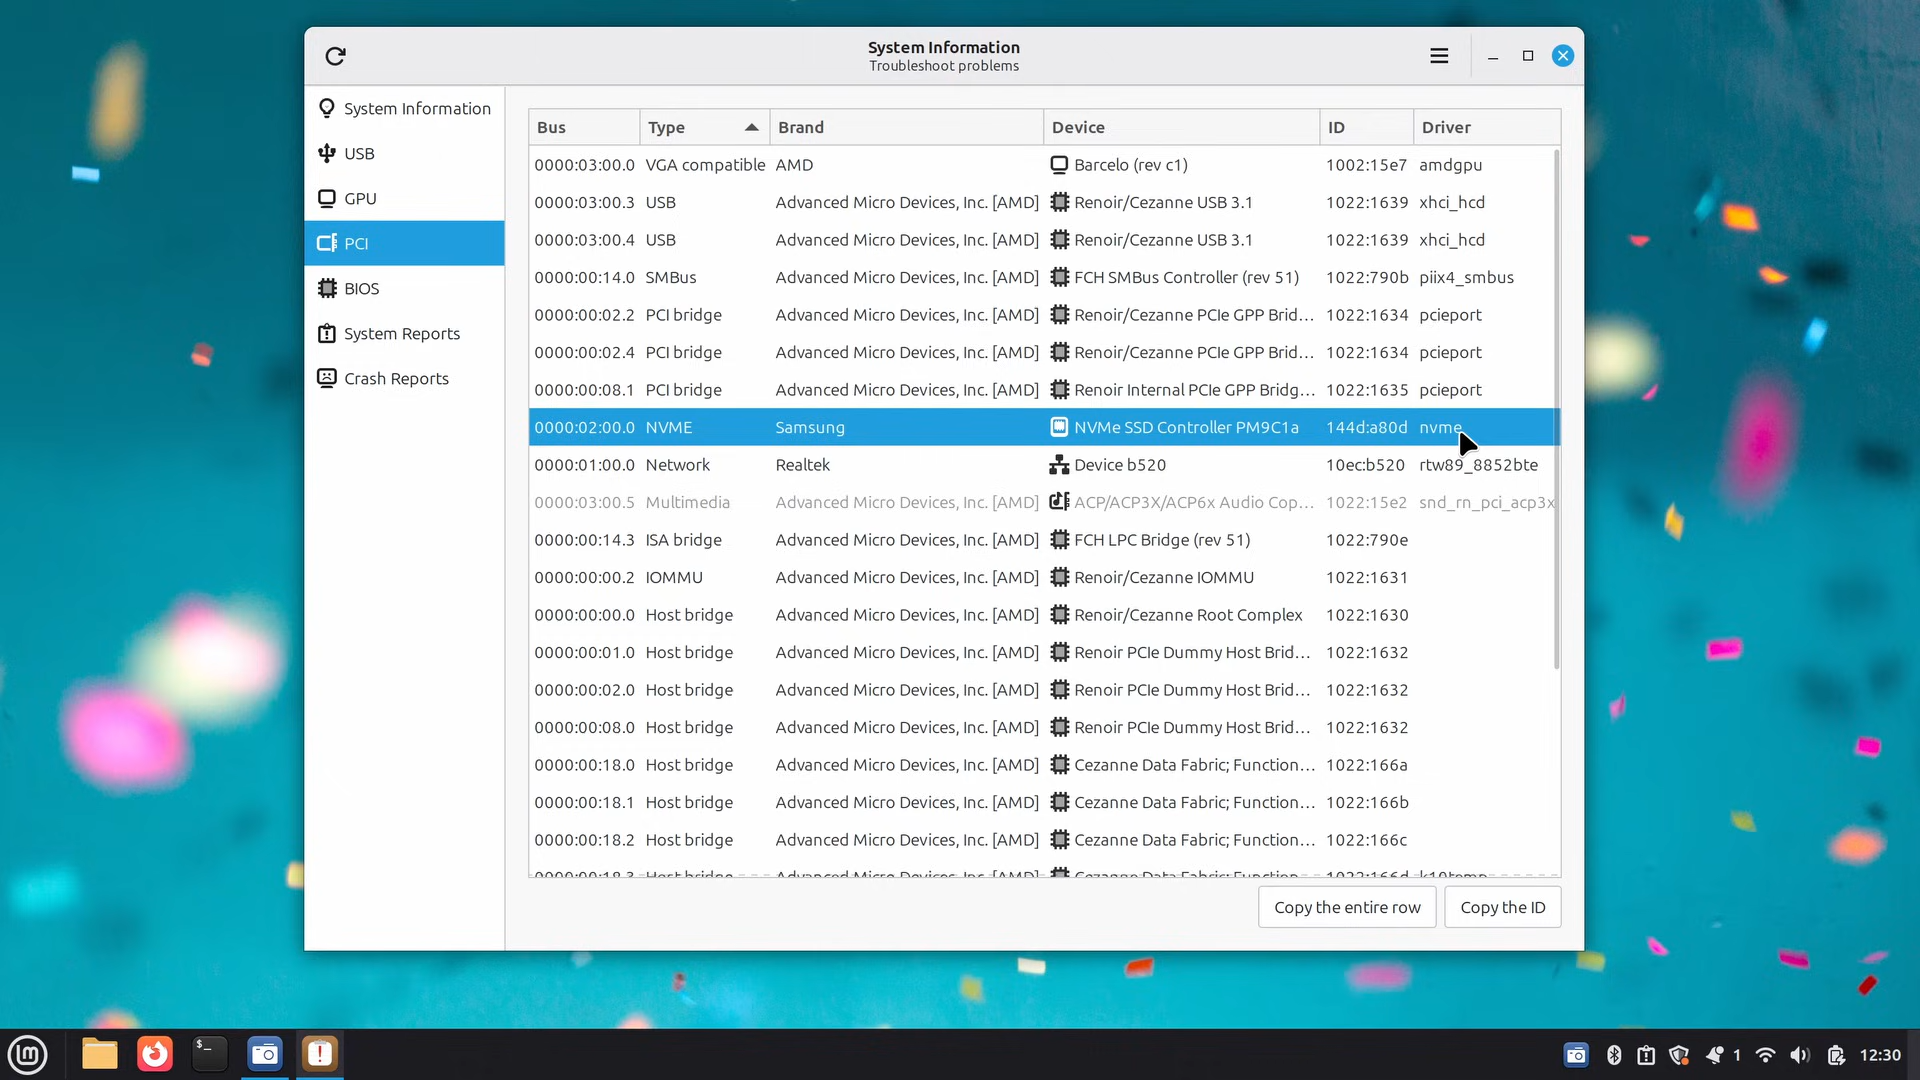 System Information
Troubleshoot problems
System Information
USB
GPU
PCI
BIOS
System Reports
Crash Reports
Bus Type Brand Device ID Driver
0000:03:00.0 VGA compatible AMD Barcelo (rev c1) 1002:15e7 amdgpu
0000:03:00.3 USB Advanced Micro Devices, Inc. [AMD] Renoir/Cezanne USB 3.1 1022:1639 xhci_hcd
0000:03:00.4 USB Advanced Micro Devices, Inc. [AMD] Renoir/Cezanne USB 3.1 1022:1639 xhci_hcd
0000:00:14.0 SMBus Advanced Micro Devices, Inc. [AMD] FCH SMBus Controller (rev 51) 1022:790b piix4_smbus
0000:00:02.2 PCI bridge Advanced Micro Devices, Inc. [AMD] Renoir/Cezanne PCIe GPP Brid... 1022:1634 pcieport
0000:00:02.4 PCI bridge Advanced Micro Devices, Inc. [AMD] Renoir/Cezanne PCIe GPP Brid... 1022:1634 pcieport
0000:00:08.1 PCI bridge Advanced Micro Devices, Inc. [AMD] Renoir Internal PCIe GPP Bridg... 1022:1635 pcieport
0000:02:00.0 NVME Samsung NVMe SSD Controller PM9C1a 144d:a80d nvme
0000:01:00.0 Network Realtek Device b520 10ec:b520 rtw89_8852bte
0000:03:00.5 Multimedia Advanced Micro Devices, Inc. [AMD] ACP/ACP3X/ACP6x Audio Cop... 1022:15e2 snd_rn_pci_acp3x
0000:00:14.3 ISA bridge Advanced Micro Devices, Inc. [AMD] FCH LPC Bridge (rev 51) 1022:790e
0000:00:00.2 IOMMU Advanced Micro Devices, Inc. [AMD] Renoir/Cezanne IOMMU 1022:1631
0000:00:00.0 Host bridge Advanced Micro Devices, Inc. [AMD] Renoir/Cezanne Root Complex 1022:1630
0000:00:01.0 Host bridge Advanced Micro Devices, Inc. [AMD] Renoir PCIe Dummy Host Brid... 1022:1632
0000:00:02.0 Host bridge Advanced Micro Devices, Inc. [AMD] Renoir PCIe Dummy Host Brid... 1022:1632
0000:00:08.0 Host bridge Advanced Micro Devices, Inc. [AMD] Renoir PCIe Dummy Host Brid... 1022:1632
0000:00:18.0 Host bridge Advanced Micro Devices, Inc. [AMD] Cezanne Data Fabric; Function... 1022:166a
0000:00:18.1 Host bridge Advanced Micro Devices, Inc. [AMD] Cezanne Data Fabric; Function... 1022:166b
0000:00:18.2 Host bridge Advanced Micro Devices, Inc. [AMD] Cezanne Data Fabric; Function... 1022:166c
0000:00:18.3 Host bridge Advanced Micro Devices, Inc. [AMD] Cezanne Data Fabric; Function... 1022:166d k10temp
Copy the entire row
Copy the ID
1
12:30